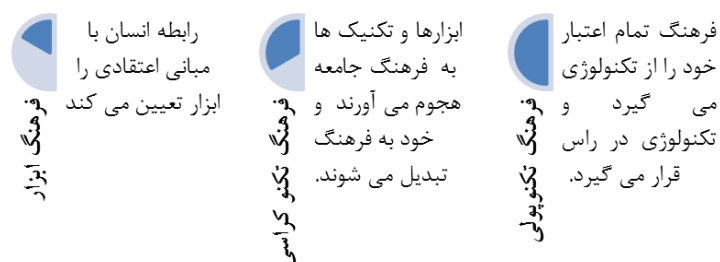 فرهنگ تمام اعتبار
خود را از تکنولوژی
می گیرد و
تکنولوژی در راس
قرار می گیرد.
فرهنگ تکنوپولی
ابزارها و تکنیک ها
به فرهنگ جامعه
هجوم می آورند و
خود به فرهنگ
تبدیل می شوند.
فرهنگ تکنو کراسی
رابطه انسان با
مبانی اعتقادی را
ابزار تعیین می کند
فرهنگ ابزار